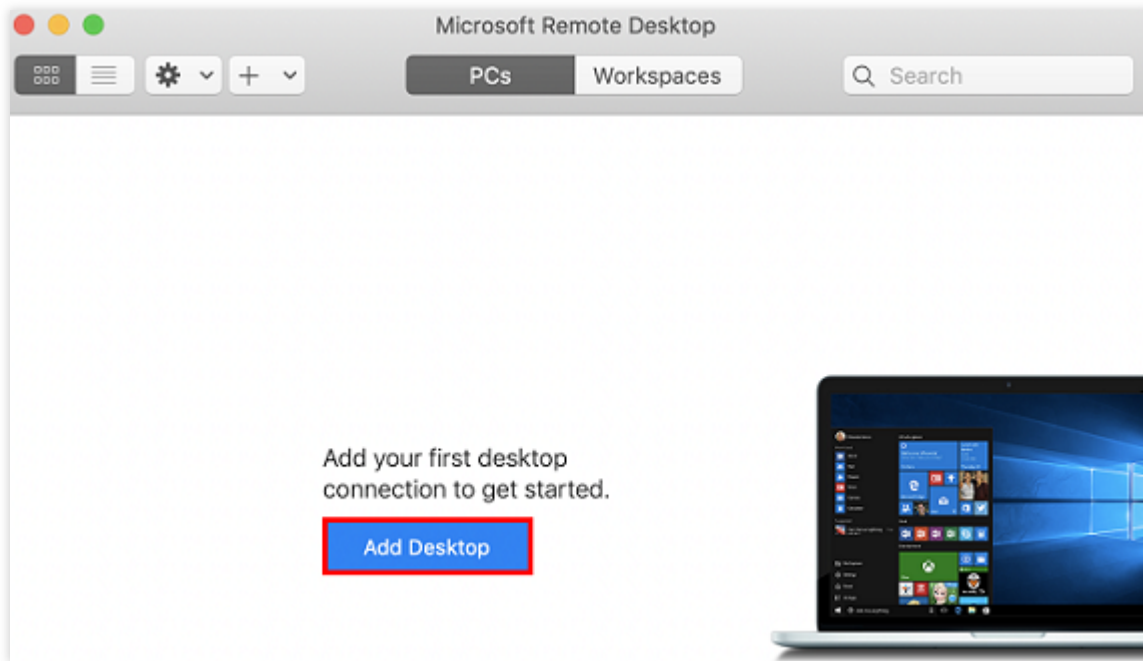 Microsoft Remote Desktop
PCs
Workspaces
Search
Add your first desktop
connection to get started.
Add Desktop